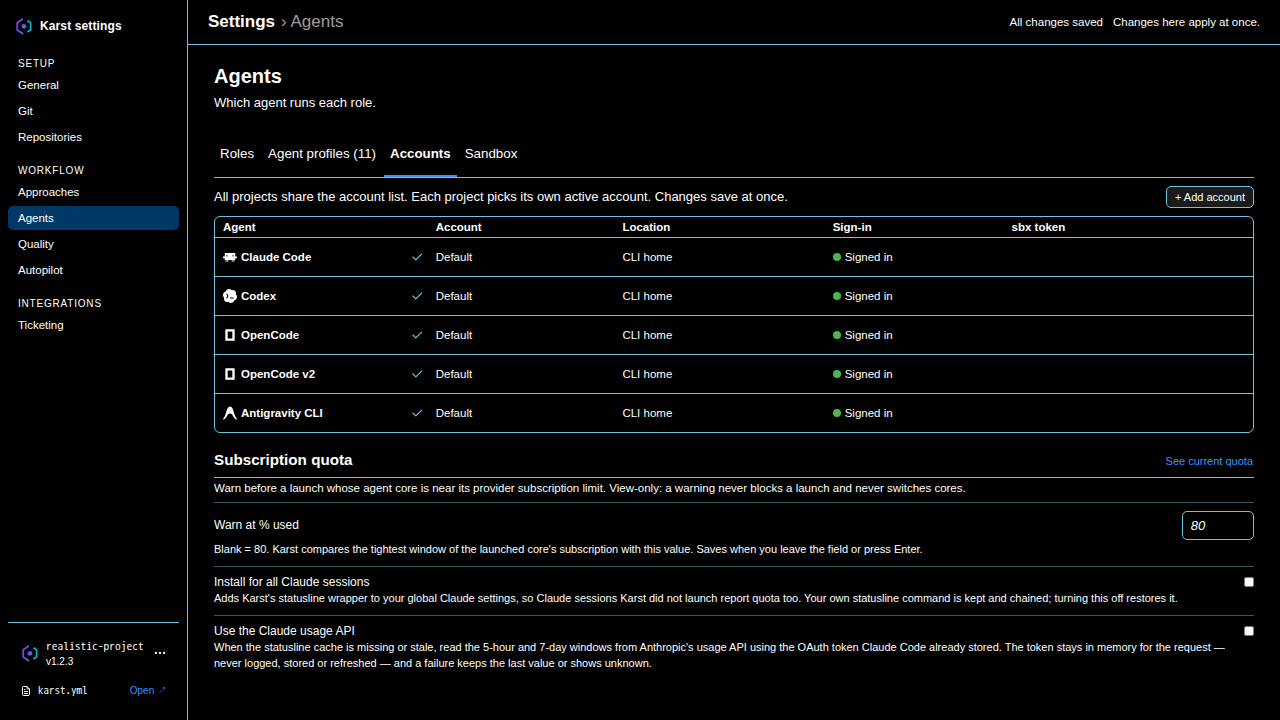 Karst settings
SETUP
General
Git
Repositories
WORKFLOW
Approaches
Agents
Quality
Autopilot
INTEGRATIONS
Ticketing
realistic-project
v1.2.3
karst.yml Open ↗
Settings › Agents
All changes saved Changes here apply at once.
Agents
Which agent runs each role.
Roles Agent profiles (11) Accounts Sandbox
All projects share the account list. Each project picks its own active account. Changes save at once.
+ Add account
Agent Account Location Sign-in sbx token
Claude Code ✓ Default CLI home Signed in
Codex ✓ Default CLI home Signed in
OpenCode ✓ Default CLI home Signed in
OpenCode v2 ✓ Default CLI home Signed in
Antigravity CLI ✓ Default CLI home Signed in
Subscription quota See current quota
Warn before a launch whose agent core is near its provider subscription limit. View-only: a warning never blocks a launch and never switches cores.
Warn at % used 80
Blank = 80. Karst compares the tightest window of the launched core's subscription with this value. Saves when you leave the field or press Enter.
Install for all Claude sessions
Adds Karst's statusline wrapper to your global Claude settings, so Claude sessions Karst did not launch report quota too. Your own statusline command is kept and chained; turning this off restores it.
Use the Claude usage API
When the statusline cache is missing or stale, read the 5-hour and 7-day windows from Anthropic's usage API using the OAuth token Claude Code already stored. The token stays in memory for the request —
never logged, stored or refreshed — and a failure keeps the last value or shows unknown.